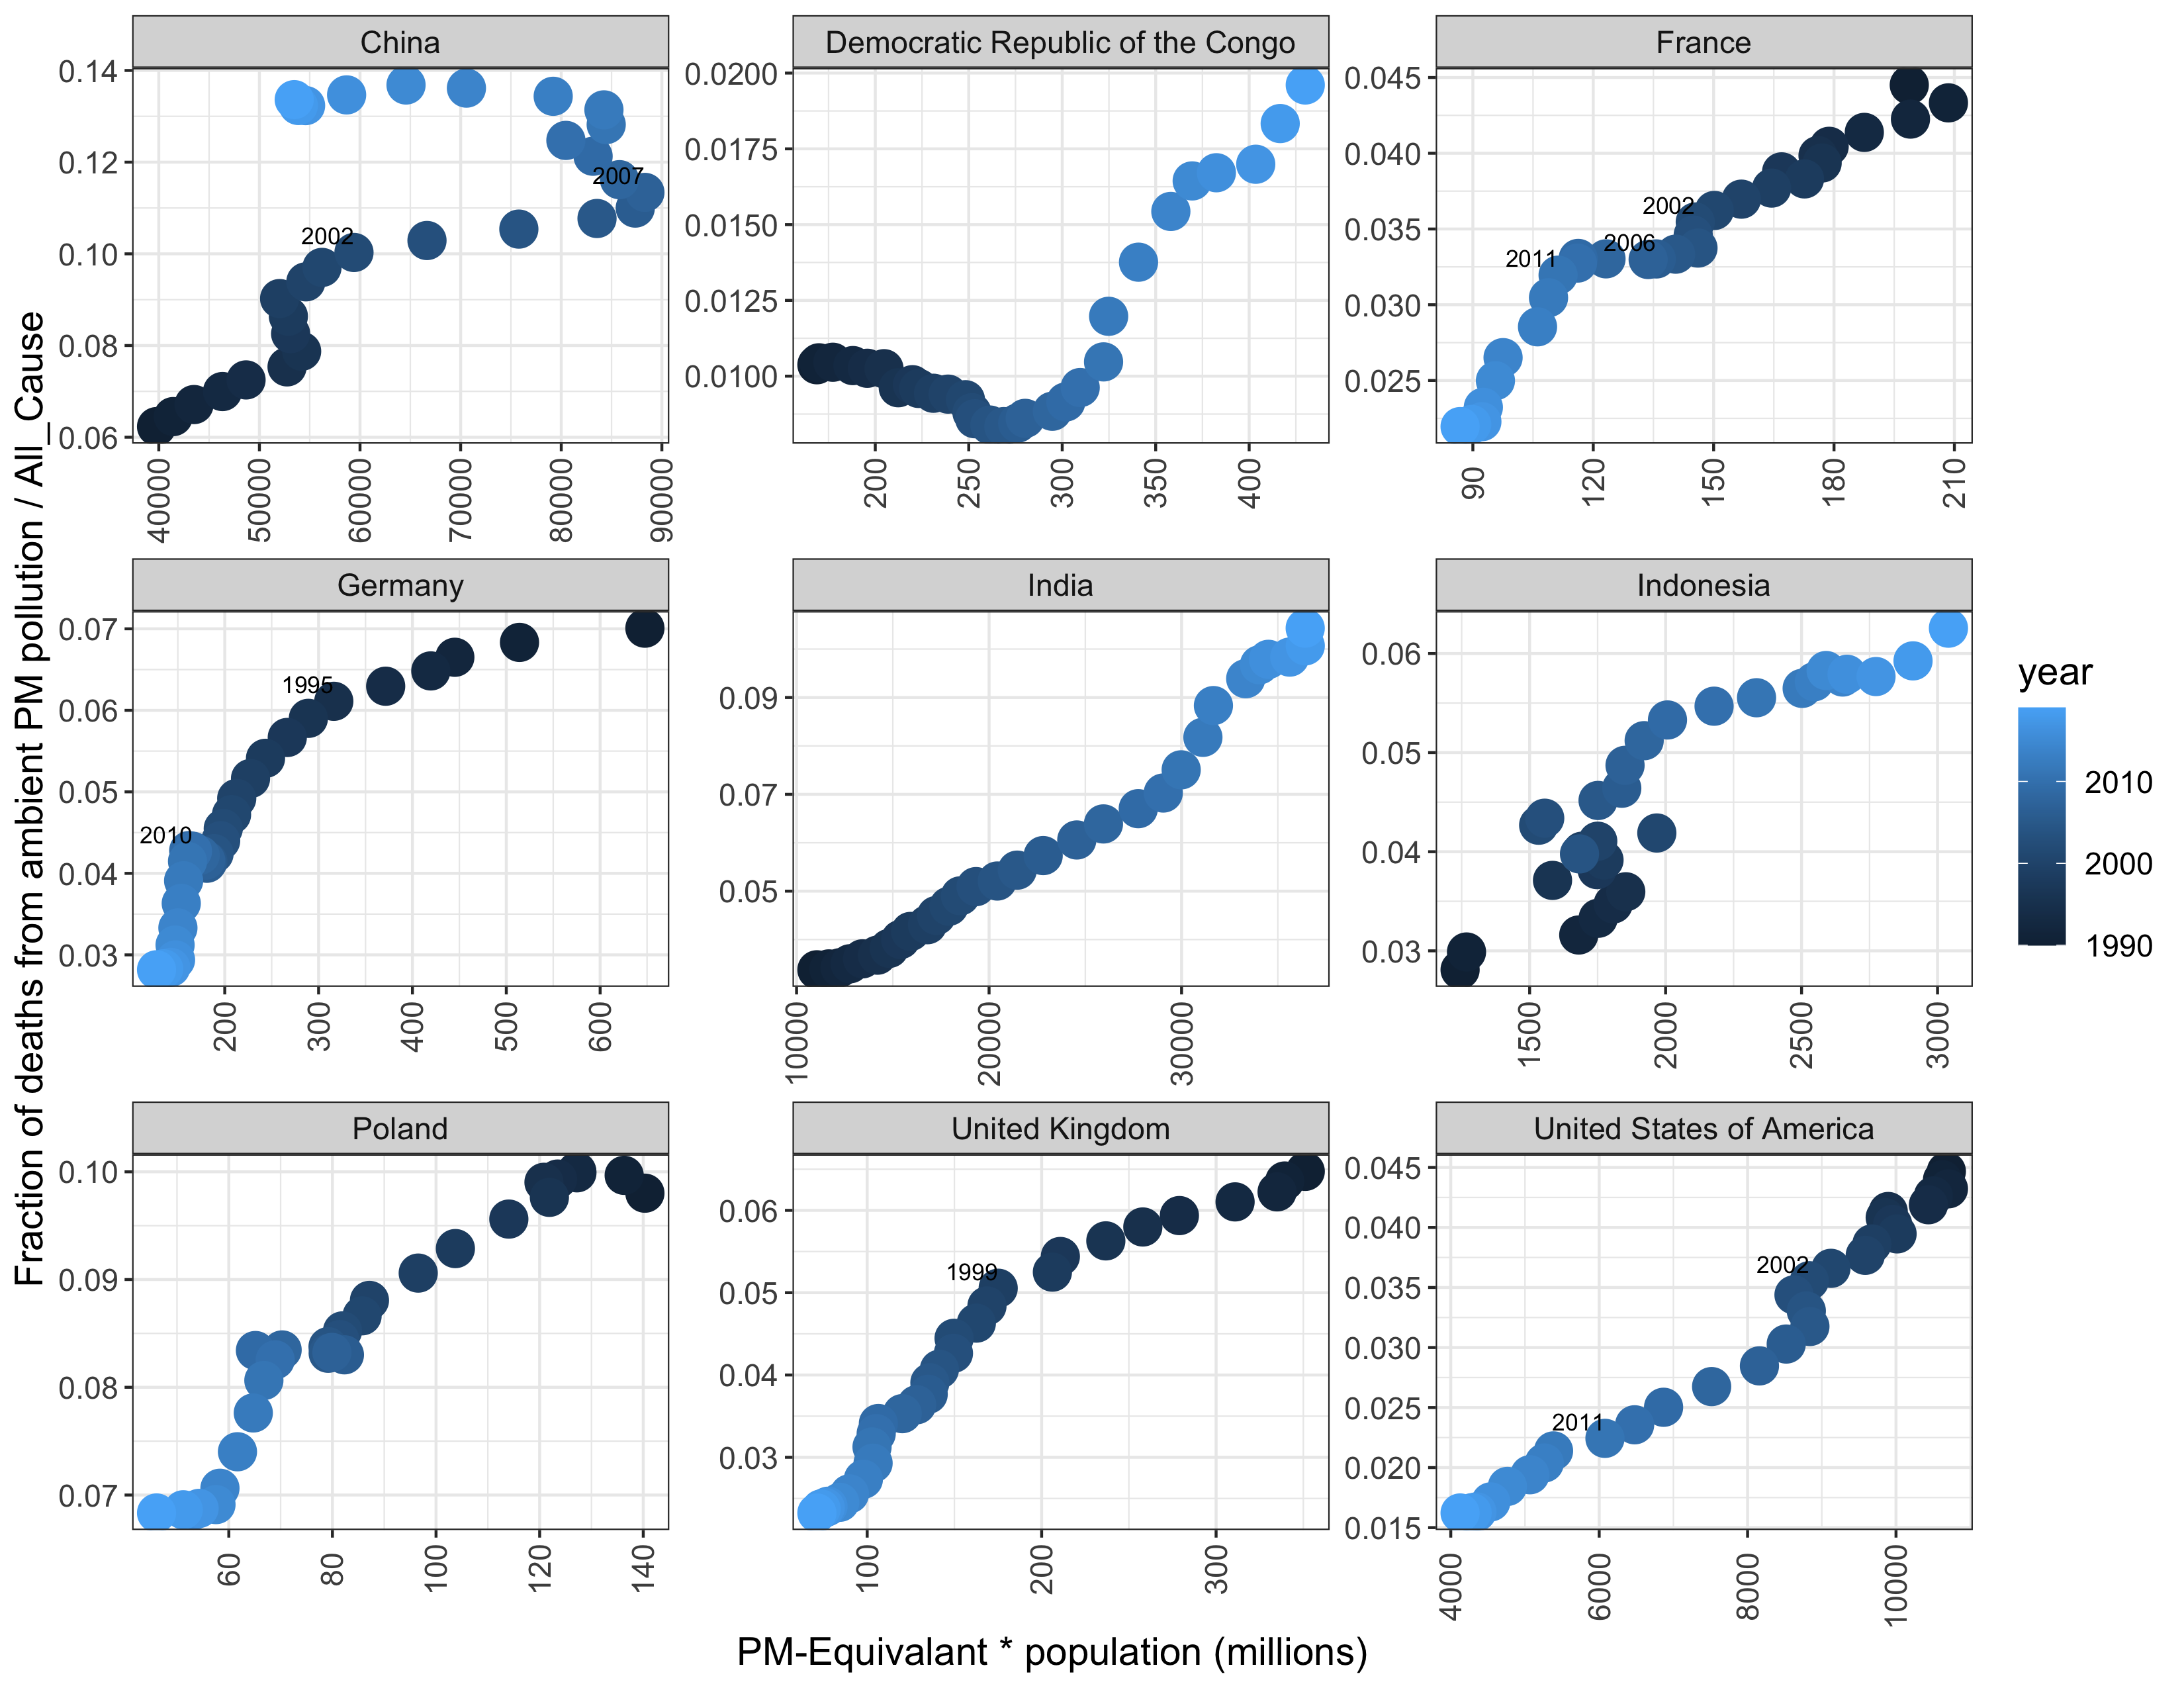 Fraction of deaths from ambient PM pollution / All_Cause
China
0.14
0.12
0.10
0.08
0.06
2002
2007
40000 50000 60000 70000 80000 90000
Democratic Republic of the Congo
0.0200
0.0175
0.0150
0.0125
0.0100
200 250 300 350 400
France
0.045
0.040
0.035
0.030
0.025
2002
2006
2011
90 120 150 180 210
Germany
0.07
0.06
0.05
0.04
0.03
1995
2010
200 300 400 500 600
India
0.09
0.07
0.05
10000 20000 30000
Indonesia
0.06
0.05
0.04
0.03
1500 2000 2500 3000
year
2010
2000
1990
Poland
0.10
0.09
0.08
0.07
60 80 100 120 140
United Kingdom
0.06
0.05
0.04
0.03
1999
100 200 300
United States of America
0.045
0.040
0.035
0.030
0.025
0.020
0.015
2002
2011
4000 6000 8000 10000
PM-Equivalant * population (millions)